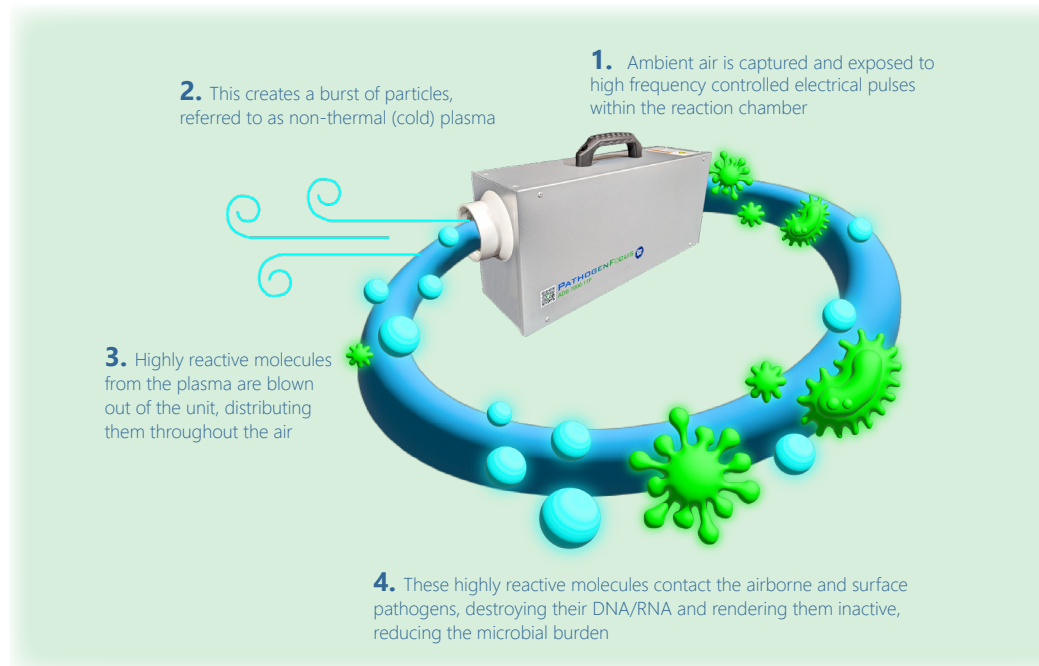 1. Ambient air is captured and exposed to
high frequency controlled electrical pulses
within the reaction chamber
2. This creates a burst of particles,
referred to as non-thermal (cold) plasma
PATHOGENFOCUS
3. Highly reactive molecules
from the plasma are blown
out of the unit, distributing
them throughout the air
4. These highly reactive molecules contact the airborne and surface
pathogens, destroying their DNA/RNA and rendering them inactive,
reducing the microbial burden